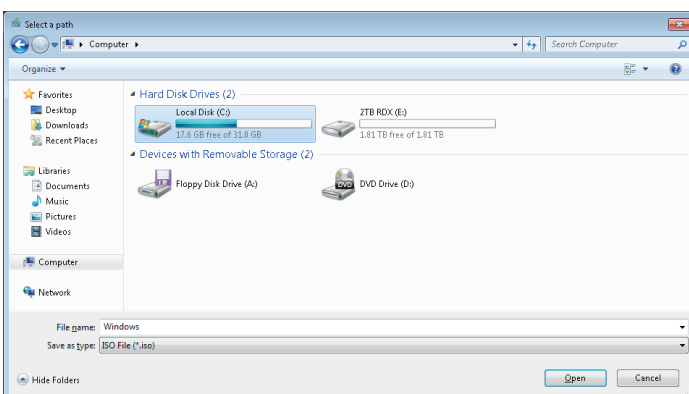 Select a path
Computer
Search Computer
Organize
Favorites
Desktop
Downloads
Recent Places
Libraries
Documents
Music
Pictures
Videos
Computer
Network
Hard Disk Drives (2)
Local Disk (C:)
17.6 GB free of 31.8 GB
2TB RDX (E:)
1.81 TB free of 1.81 TB
Devices with Removable Storage (2)
Floppy Disk Drive (A:)
DVD
DVD Drive (D:)
File name: Windows
Save as type: ISO File (*.iso)
Hide Folders
Open Cancel